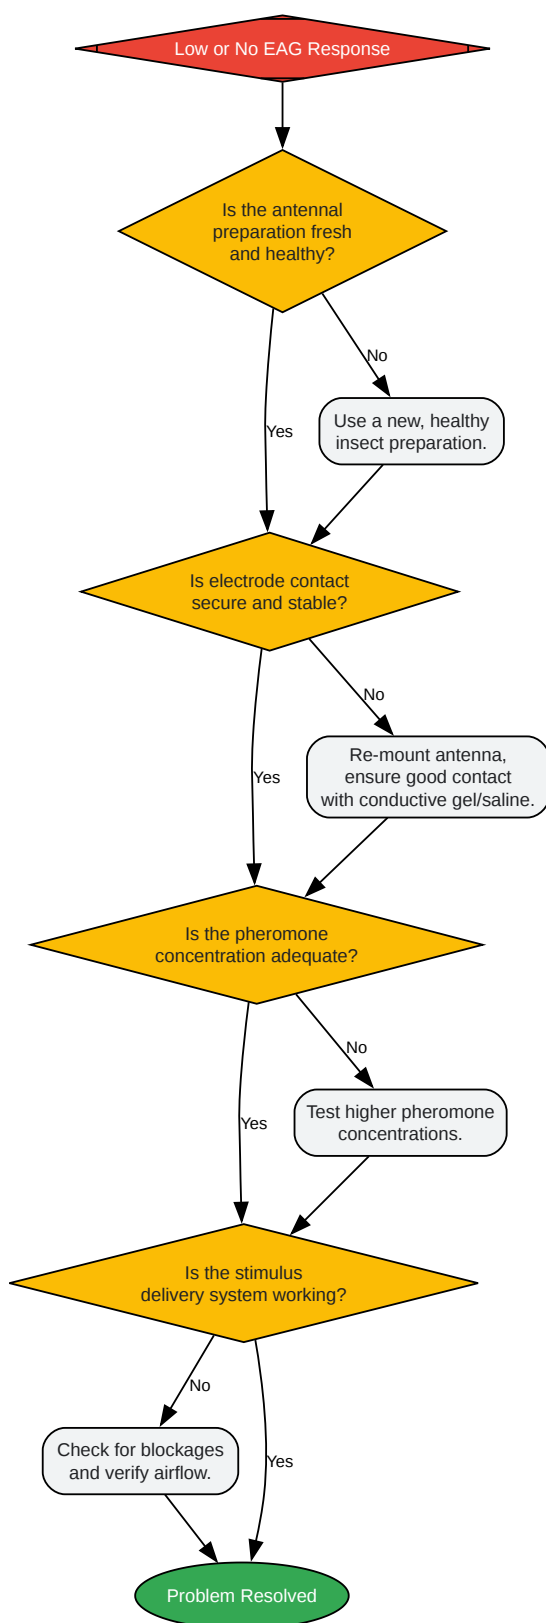 Low or No EAG Response
Is the antennal
preparation fresh
and healthy?
No
Use a new, healthy
insect preparation.
Yes
Is electrode contact
secure and stable?
No
Re-mount antenna,
ensure good contact
with conductive gel/saline.
Yes
Is the pheromone
concentration adequate?
No
Test higher pheromone
concentrations.
Yes
Is the stimulus
delivery system working?
No
Check for blockages
and verify airflow.
Yes
Problem Resolved